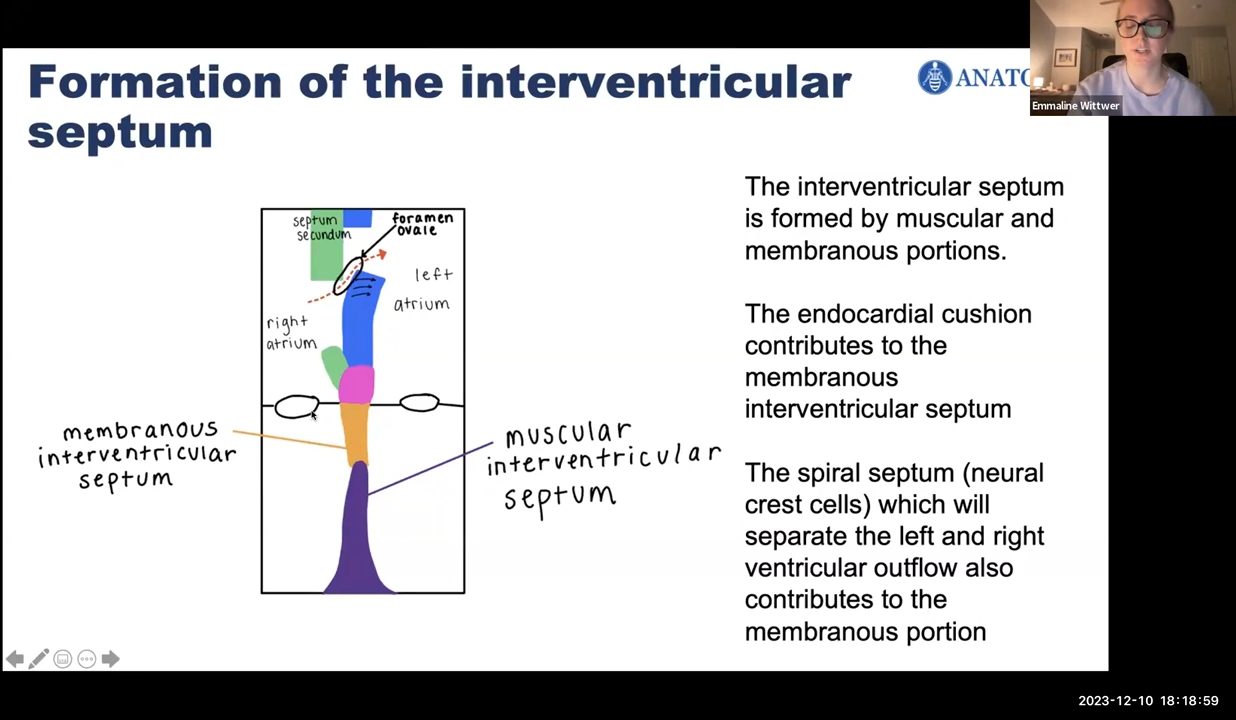 Formation of the interventricular
septum
ANATO
Emmaline Wittwer
The interventricular septum
is formed by muscular and
membranous portions.
The endocardial cushion
contributes to the
membranous
interventricular septum
The spiral septum (neural
crest cells) which will
separate the left and right
ventricular outflow also
contributes to the
membranous portion
septum
secundum
foramen
ovale
left
atrium
right
atrium
membranous
interventricular
septum
muscular
interventricular
septum
2023-12-10 18:18:59